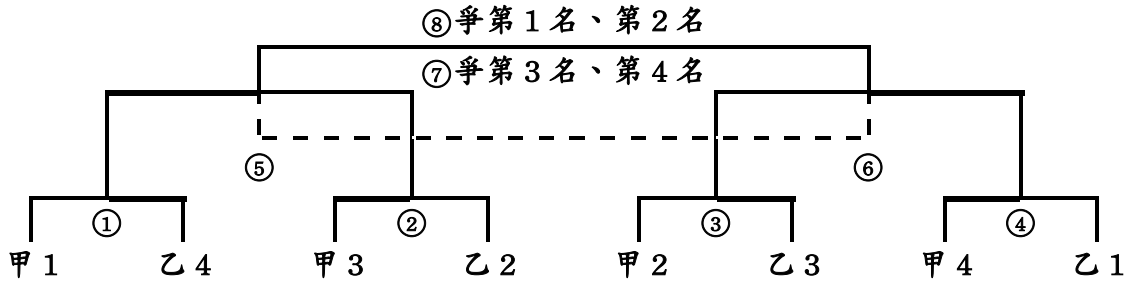 ⑧爭第1名、第2名
⑦爭第3名、第4名
⑤ ⑥
① ② ③ ④
甲1 乙4 甲3 乙2 甲2 乙3 甲4 乙1